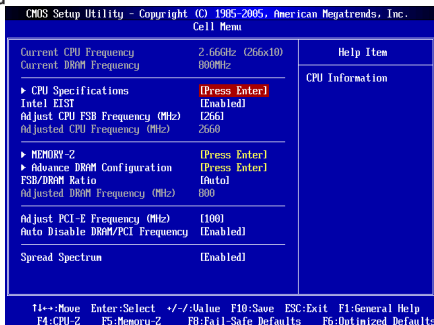 CMOS Setup Utility - Copyright (C) 1985-2005, American Megatrends, Inc.
Cell Menu
Current CPU Frequency 2.66GHz (266x10)
Current DRAM Frequency 800MHz
Help Item
CPU Information
▶ CPU Specifications [Press Enter]
Intel EIST [Enabled]
Adjust CPU FSB Frequency (MHz) [266]
Adjusted CPU Frequency (MHz) 2660
▶ MEMORY-Z [Press Enter]
▶ Advance DRAM Configuration [Press Enter]
FSB/DRAM Ratio [Auto]
Adjusted DRAM Frequency (MHz) 800
Adjust PCI-E Frequency (MHz) [100]
Auto Disable DRAM/PCI Frequency [Enabled]
Spread Spectrum [Enabled]
↑↓↔:Move Enter:Select +/-/:Value F10:Save ESC:Exit F1:General Help
F4:CPU-Z F5:Memory-Z F8:Fail-Safe Defaults F6:Optimized Defaults